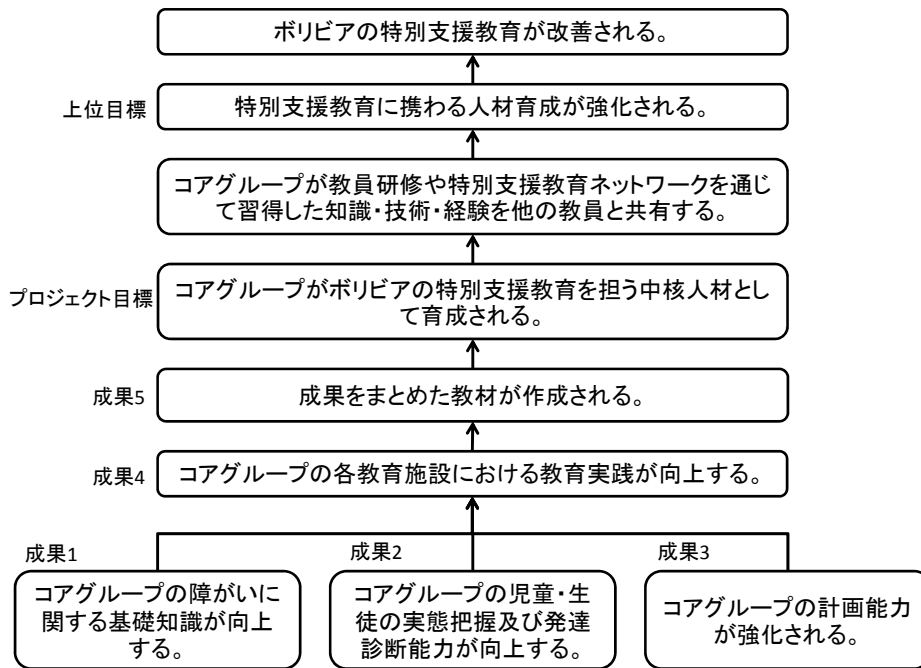 ボリビアの特別支援教育が改善される。
上位目標
特別支援教育に携わる人材育成が強化される。
コアグループが教員研修や特別支援教育ネットワークを通じ
て習得した知識・技術・経験を他の教員と共有する。
プロジェクト目標
コアグループがボリビアの特別支援教育を担う中核人材とし
て育成される。
成果5
成果をまとめた教材が作成される。
成果4
コアグループの各教育施設における教育実践が向上する。
成果1
コアグループの障がいに
関する基礎知識が向上
する。
成果2
コアグループの児童・生
徒の実態把握及び発達
診断能力が向上する。
成果3
コアグループの計画能力
が強化される。